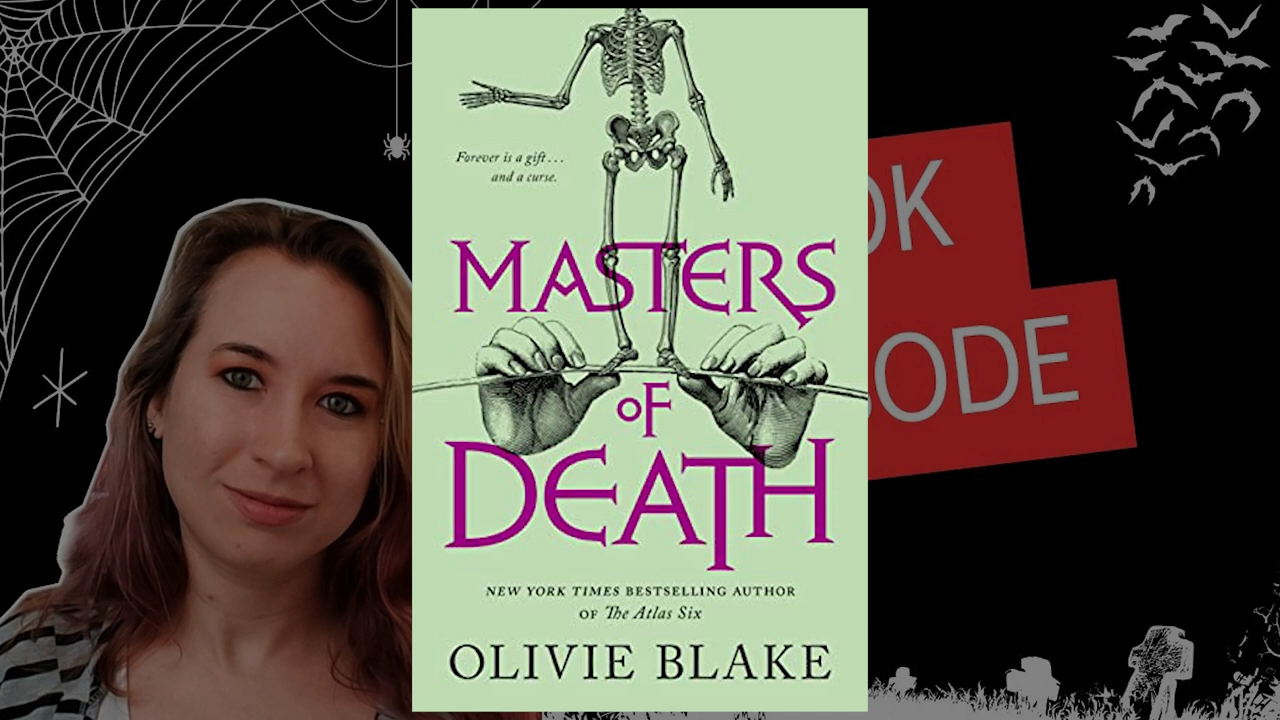 Forever is a gift...
and a curse.
MASTERS
OF
DEATH
NEW YORK TIMES BESTSELLING AUTHOR
OF The Atlas Six
OLIVIE BLAKE
OK
ODE